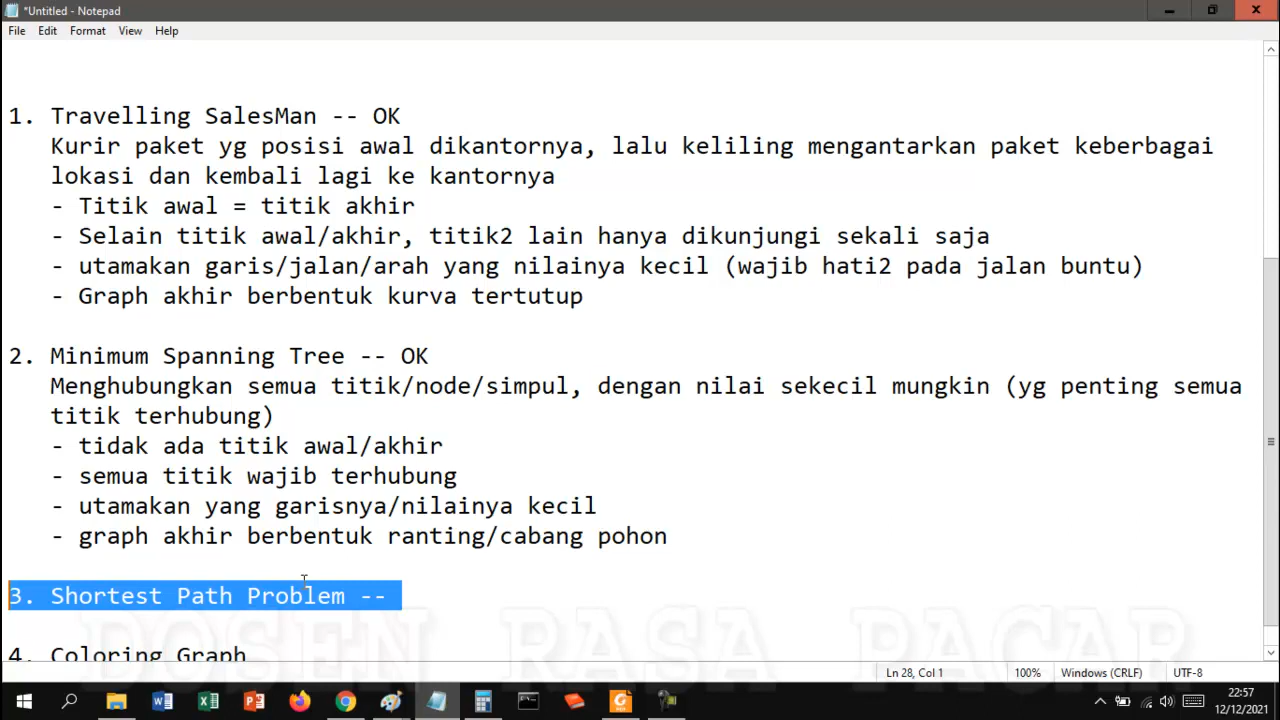 *Untitled - Notepad
File Edit Format View Help
1. Travelling SalesMan -- OK
Kurir paket yg posisi awal dikantornya, lalu keliling mengantarkan paket keberbagai
lokasi dan kembali lagi ke kantornya
- Titik awal = titik akhir
- Selain titik awal/akhir, titik2 lain hanya dikunjungi sekali saja
- utamakan garis/jalan/arah yang nilainya kecil (wajib hati2 pada jalan buntu)
- Graph akhir berbentuk kurva tertutup
2. Minimum Spanning Tree -- OK
Menghubungkan semua titik/node/simpul, dengan nilai sekecil mungkin (yg penting semua
titik terhubung)
- tidak ada titik awal/akhir
- semua titik wajib terhubung
- utamakan yang garisnya/nilainya kecil
- graph akhir berbentuk ranting/cabang pohon
3. Shortest Path Problem --
4. Coloring Graph
DOSEN RASA PACAR
Ln 28, Col 1 100% Windows (CRLF) UTF-8
22:57
12/12/2021